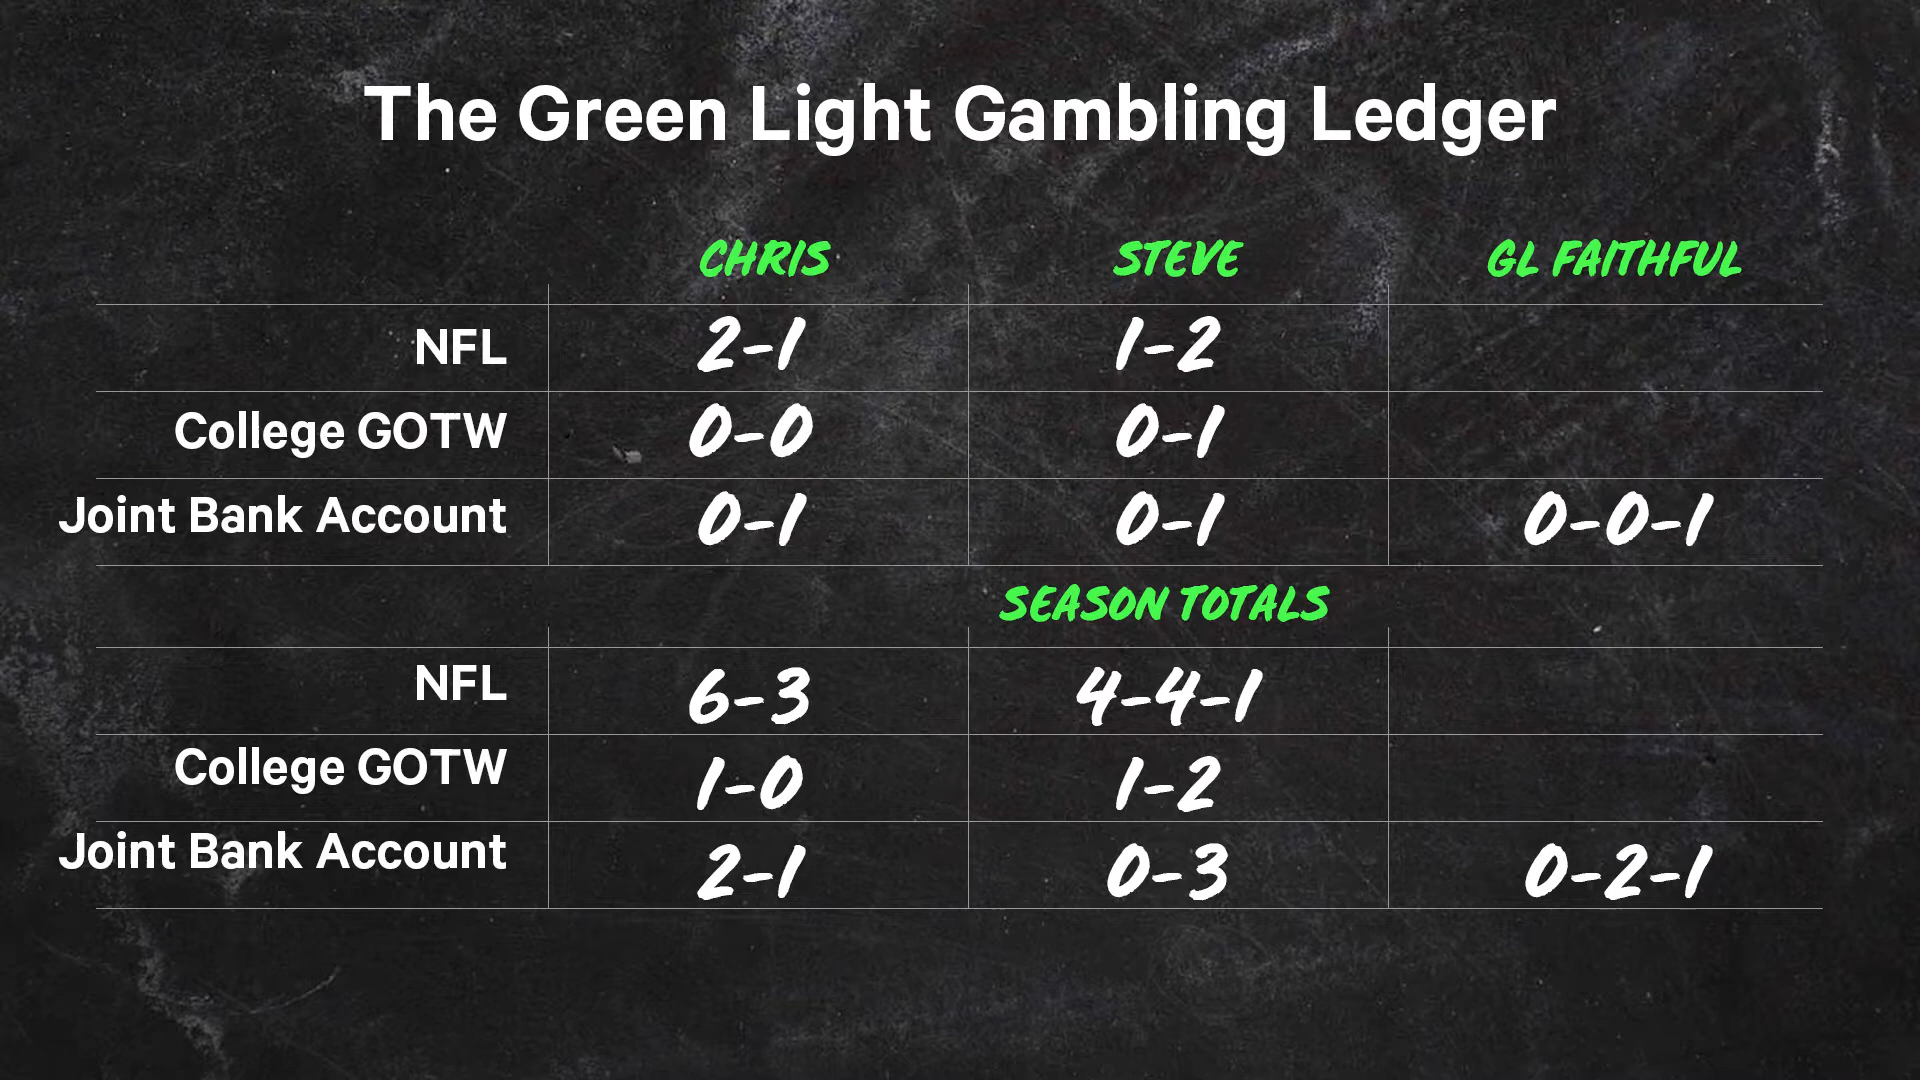 The Green Light Gambling Ledger
CHRIS STEVE GL FAITHFUL
NFL 2-1 1-2
College GOTW 0-0 0-1
Joint Bank Account 0-1 0-1 0-0-1
SEASON TOTALS
NFL 6-3 4-4-1
College GOTW 1-0 1-2
Joint Bank Account 2-1 0-3 0-2-1